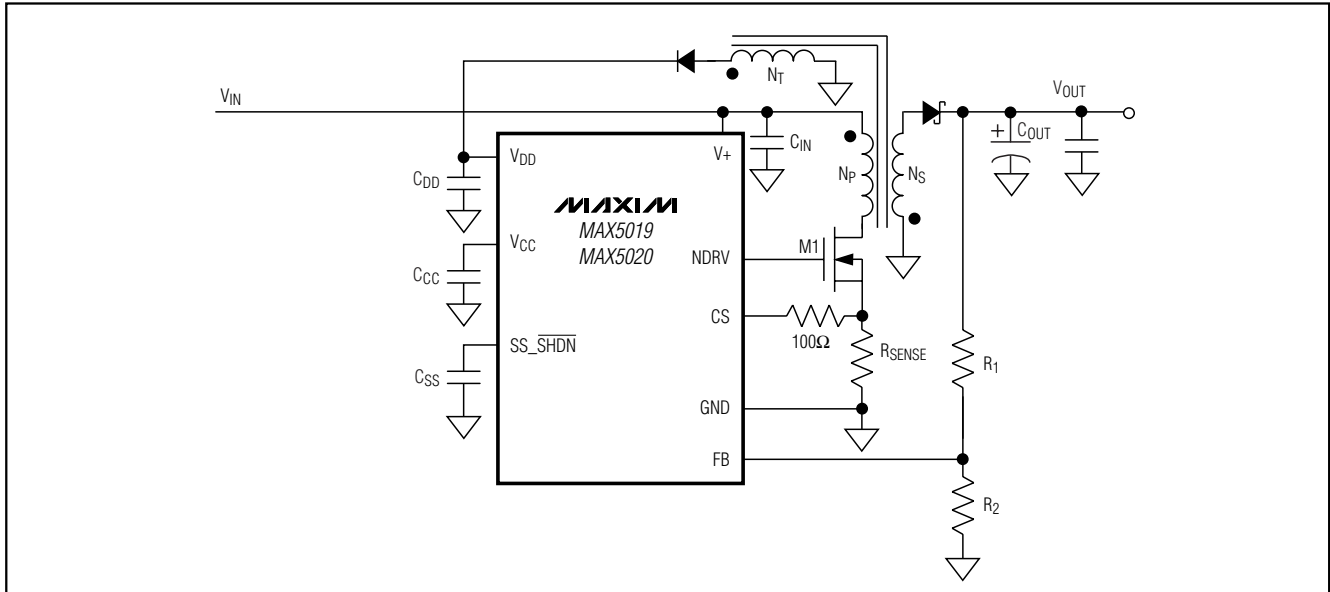 N_T
V_IN
V_OUT
+ C_OUT
C_IN
V_DD
V+
C_DD
N_P
N_S
MAXIM
MAX5019
MAX5020
V_CC
NDRV
M1
C_CC
CS
100Ω
SS_SHDN
R_SENSE
R_1
C_SS
GND
FB
R_2